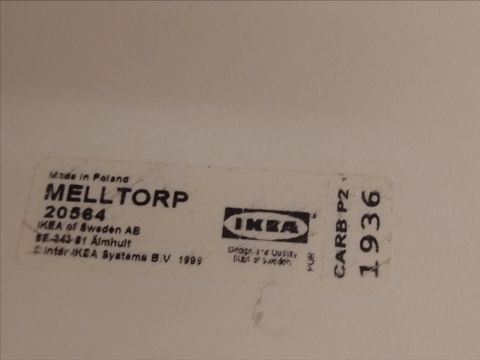 Made in Poland
MELLTORP
20564
IKEA of Sweden AB
SE-343 81 Älmhult
© Inter IKEA Systems B.V. 1999
IKEA
Design and Quality
IKEA of Sweden
PUR
CARB P2
1936